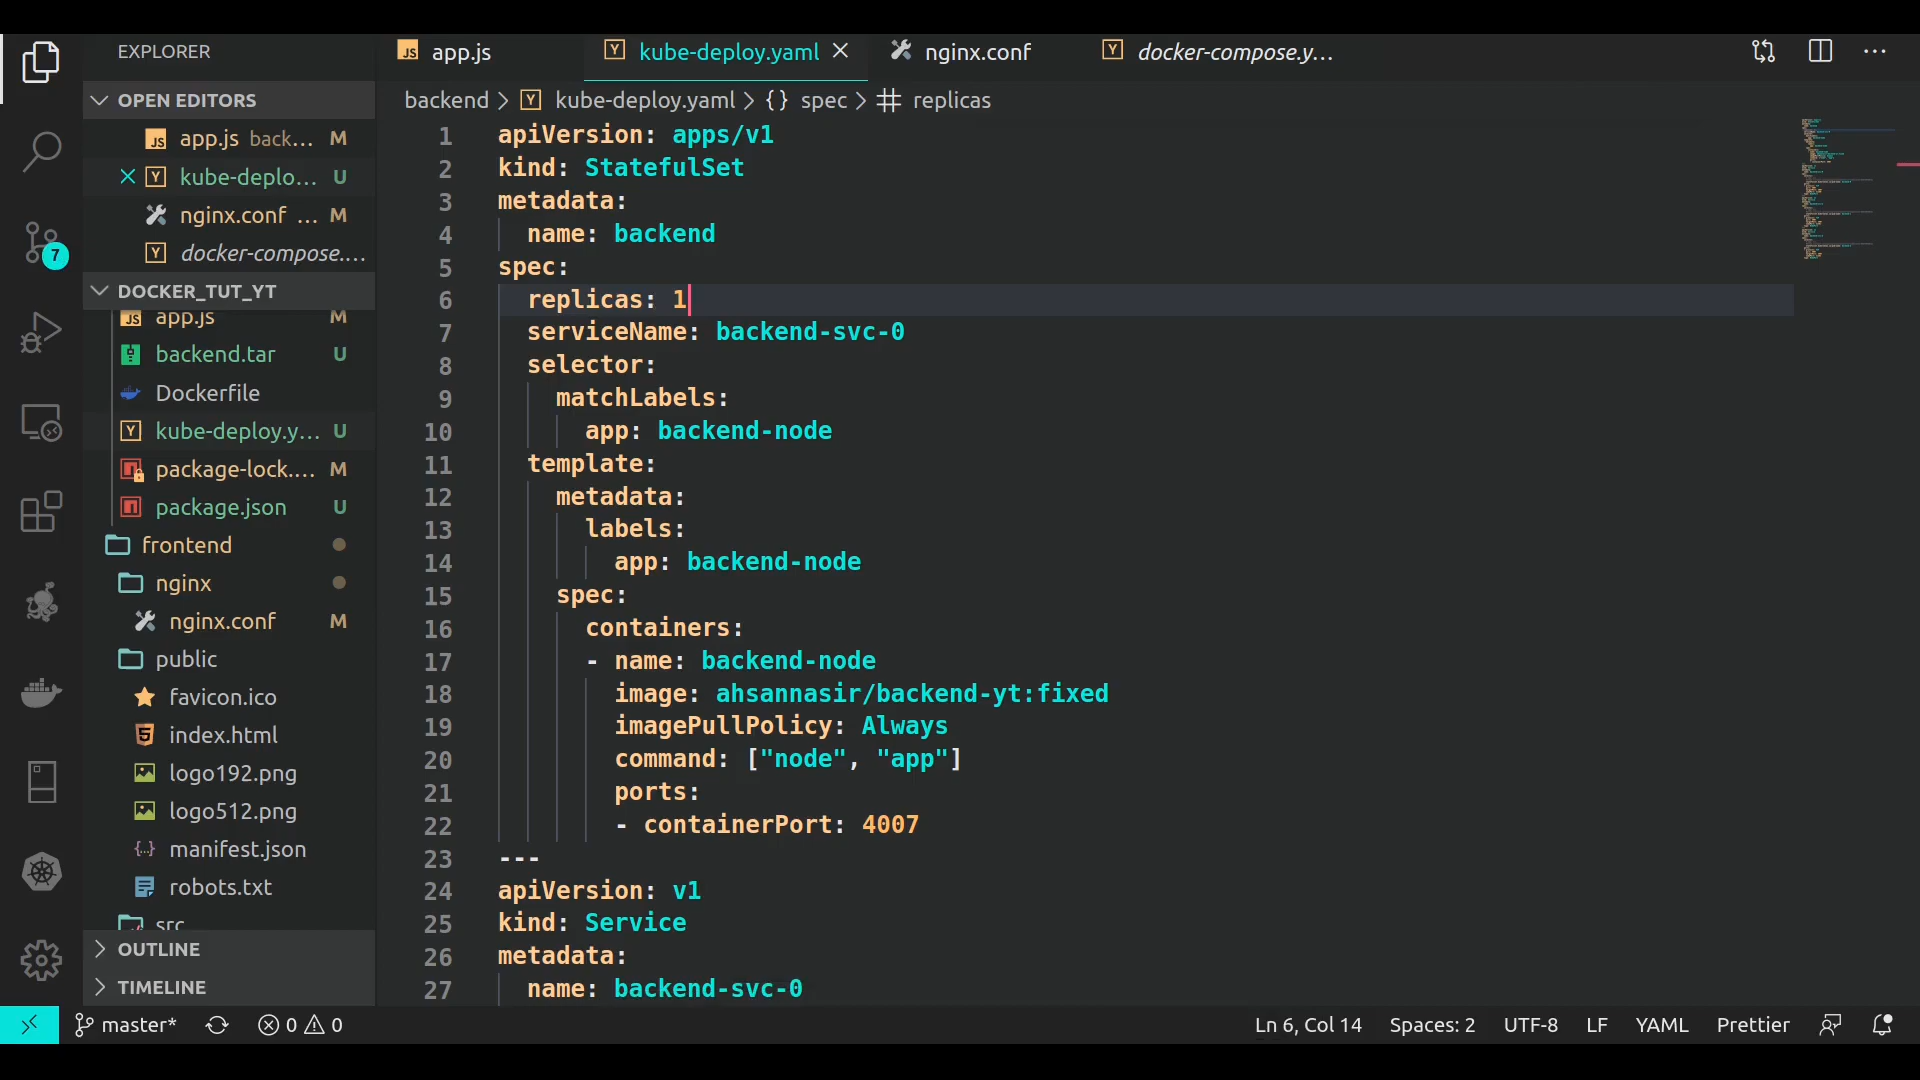 EXPLORER
OPEN EDITORS
app.js back... M
kube-deplo... U
nginx.conf ... M
docker-compose....
DOCKER_TUT_YT
app.js M
backend.tar U
Dockerfile
kube-deploy.y... U
package-lock.... M
package.json U
frontend
nginx
nginx.conf M
public
favicon.ico
index.html
logo192.png
logo512.png
manifest.json
robots.txt
src
OUTLINE
TIMELINE
7
app.js
kube-deploy.yaml
nginx.conf
docker-compose.y...
backend > kube-deploy.yaml > {} spec > replicas
1 apiVersion: apps/v1
2 kind: StatefulSet
3 metadata:
4 name: backend
5 spec:
6 replicas: 1
7 serviceName: backend-svc-0
8 selector:
9 matchLabels:
10 app: backend-node
11 template:
12 metadata:
13 labels:
14 app: backend-node
15 spec:
16 containers:
17 - name: backend-node
18 image: ahsannasir/backend-yt:fixed
19 imagePullPolicy: Always
20 command: ["node", "app"]
21 ports:
22 - containerPort: 4007
23 ---
24 apiVersion: v1
25 kind: Service
26 metadata:
27 name: backend-svc-0
master* 0 0 Ln 6, Col 14 Spaces: 2 UTF-8 LF YAML Prettier